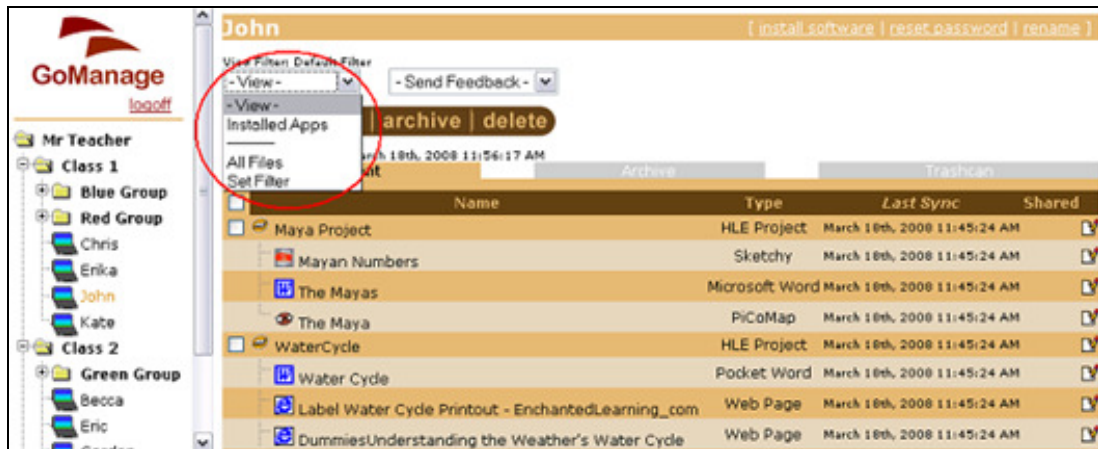 GoManage
logoff
Mr Teacher
Class 1
Blue Group
Red Group
Chris
Erika
John
Kate
Class 2
Green Group
Becca
Eric
John
[ install software | reset password | rename ]
View Filter: Default Filter
- View -
- Send Feedback -
- View -
Installed Apps
All Files
Set Filter
| archive | delete
18th, 2008 11:56:17 AM
Archive
Trashcan
Name Type Last Sync Shared
Maya Project HLE Project March 18th, 2008 11:45:24 AM
Mayan Numbers Sketchy March 18th, 2008 11:45:24 AM
The Mayas Microsoft Word March 18th, 2008 11:45:24 AM
The Maya PiCoMap March 18th, 2008 11:45:24 AM
WaterCycle HLE Project March 18th, 2008 11:45:24 AM
Water Cycle Pocket Word March 18th, 2008 11:45:24 AM
Label Water Cycle Printout - EnchantedLearning_com Web Page March 18th, 2008 11:45:24 AM
DummiesUnderstanding the Weather's Water Cycle Web Page March 18th, 2008 11:45:24 AM